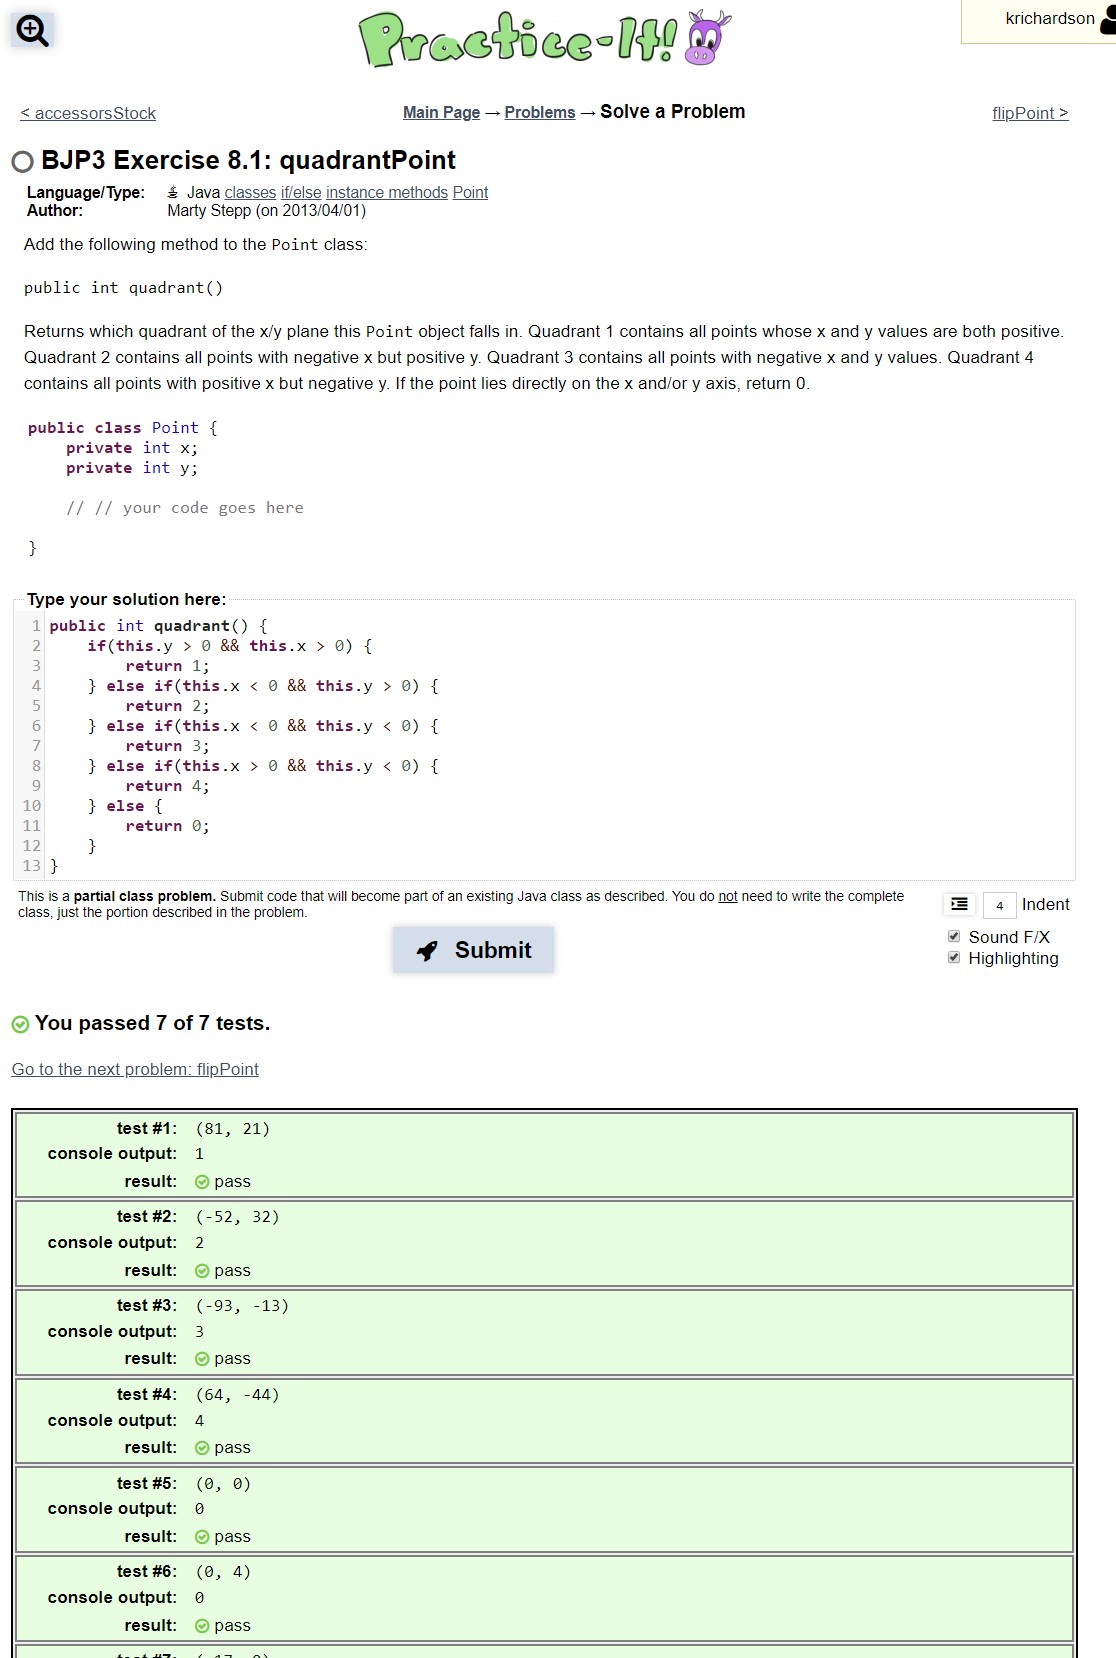 krichardson
Practice-It!
< accessorsStock
Main Page → Problems → Solve a Problem
flipPoint >
BJP3 Exercise 8.1: quadrantPoint
Language/Type: Java classes if/else instance methods Point
Author: Marty Stepp (on 2013/04/01)
Add the following method to the Point class:
public int quadrant()
Returns which quadrant of the x/y plane this Point object falls in. Quadrant 1 contains all points whose x and y values are both positive.
Quadrant 2 contains all points with negative x but positive y. Quadrant 3 contains all points with negative x and y values. Quadrant 4
contains all points with positive x but negative y. If the point lies directly on the x and/or y axis, return 0.
public class Point {
    private int x;
    private int y;
    // // your code goes here
}
Type your solution here:
1 public int quadrant() {
2     if(this.y > 0 && this.x > 0) {
3         return 1;
4     } else if(this.x < 0 && this.y > 0) {
5         return 2;
6     } else if(this.x < 0 && this.y < 0) {
7         return 3;
8     } else if(this.x > 0 && this.y < 0) {
9         return 4;
10     } else {
11         return 0;
12     }
13 }
This is a partial class problem. Submit code that will become part of an existing Java class as described. You do not need to write the complete
class, just the portion described in the problem.
4 Indent
Sound F/X
Highlighting
Submit
You passed 7 of 7 tests.
Go to the next problem: flipPoint
test #1: (81, 21)
console output: 1
result: pass
test #2: (-52, 32)
console output: 2
result: pass
test #3: (-93, -13)
console output: 3
result: pass
test #4: (64, -44)
console output: 4
result: pass
test #5: (0, 0)
console output: 0
result: pass
test #6: (0, 4)
console output: 0
result: pass